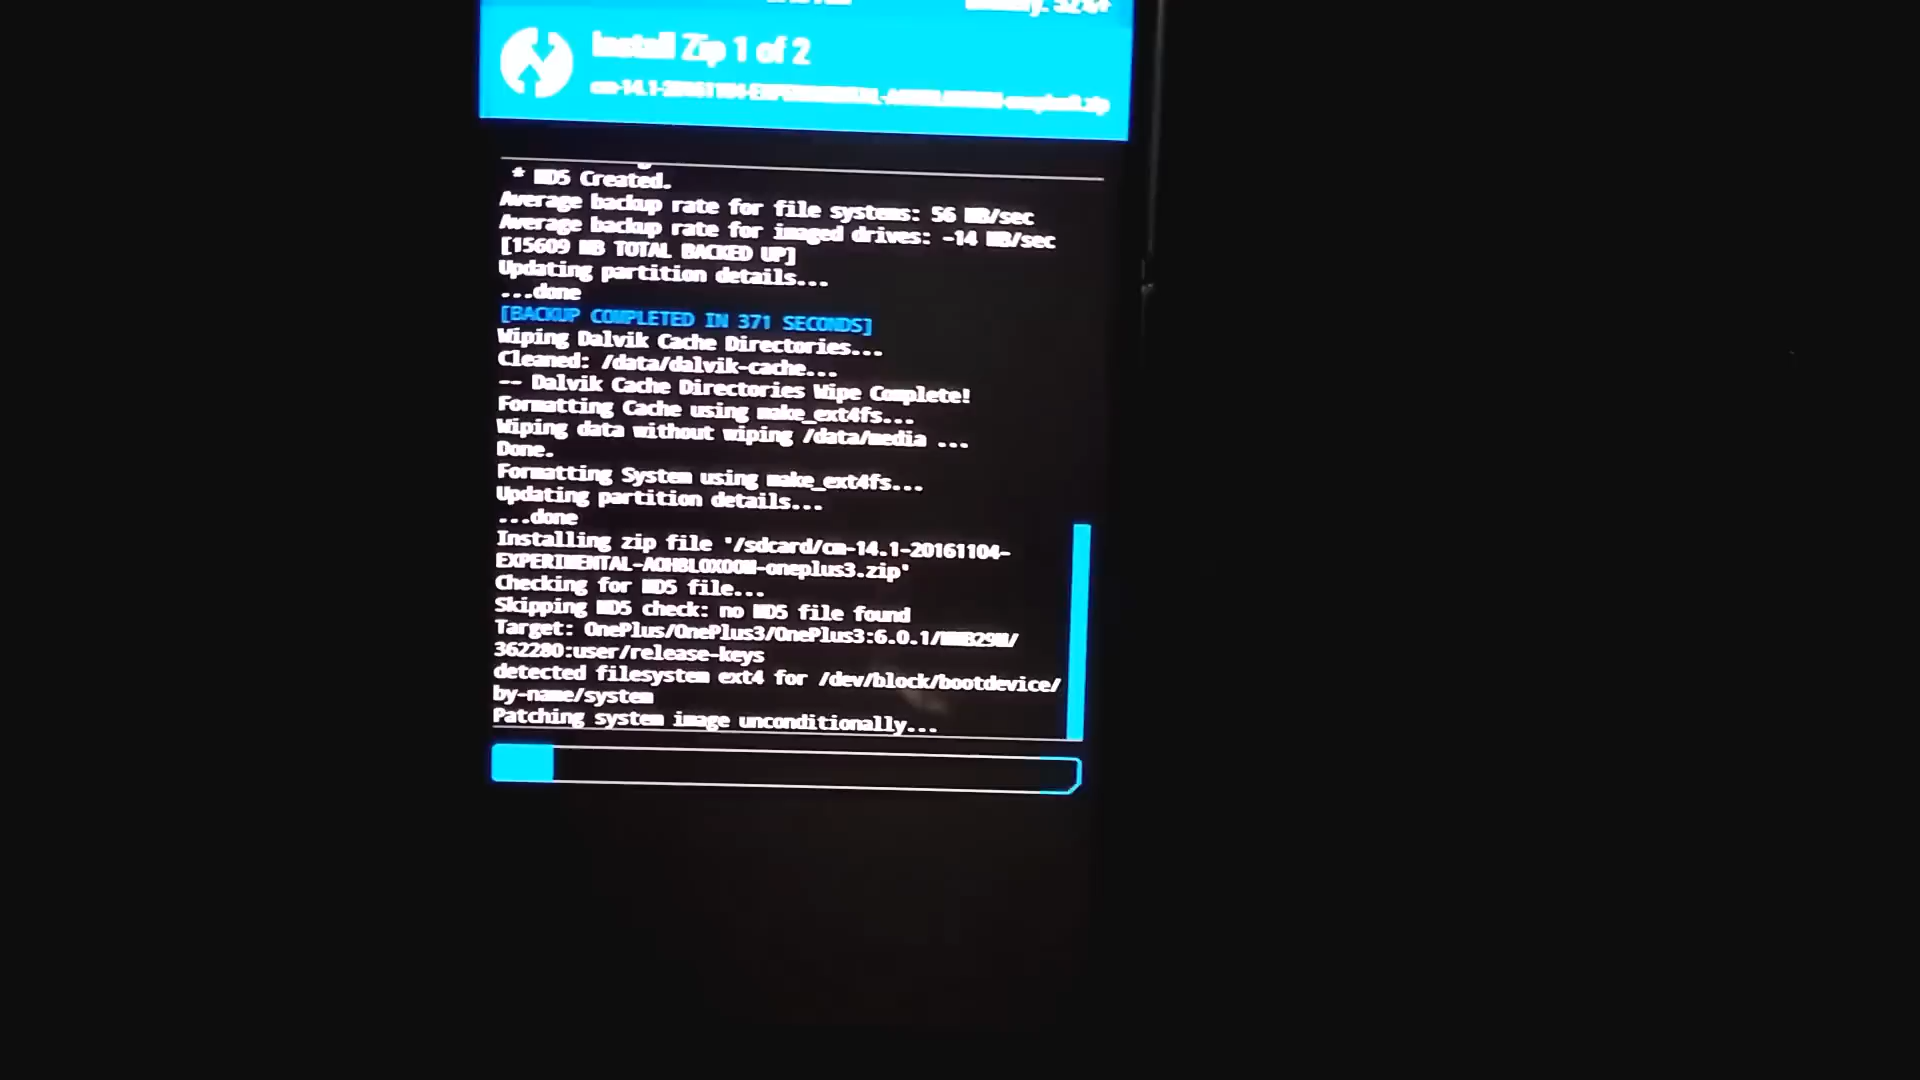 Install Zip 1 of 2
* MD5 Created.
Average backup rate for file systems: 56 MB/sec
Average backup rate for imaged drives: -14 MB/sec
[15609 MB TOTAL BACKED UP]
Updating partition details...
...done
[BACKUP COMPLETED IN 371 SECONDS]
Wiping Dalvik Cache Directories...
Cleaned: /data/dalvik-cache...
-- Dalvik Cache Directories Wipe Complete!
Formatting Cache using make_ext4fs...
Wiping data without wiping /data/media ...
Done.
Formatting System using make_ext4fs...
Updating partition details...
...done
Installing zip file '/sdcard/cm-14.1-20161104-
EXPERIMENTAL-AOHBLOXOOM-oneplus3.zip'
Checking for MD5 file...
Skipping MD5 check: no MD5 file found
Target: OnePlus/OnePlus3/OnePlus3:6.0.1/MMB29M/
362280:user/release-keys
detected filesystem ext4 for /dev/block/bootdevice/
by-name/system
Patching system image unconditionally...